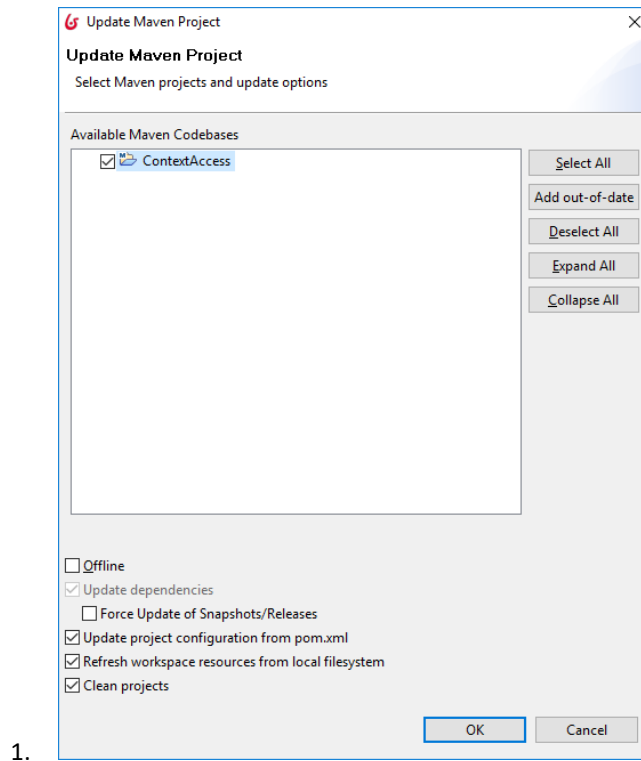 Update Maven Project
Update Maven Project
Select Maven projects and update options
Available Maven Codebases
ContextAccess
Select All
Add out-of-date
Deselect All
Expand All
Collapse All
Offline
Update dependencies
Force Update of Snapshots/Releases
Update project configuration from pom.xml
Refresh workspace resources from local filesystem
Clean projects
OK Cancel
1.